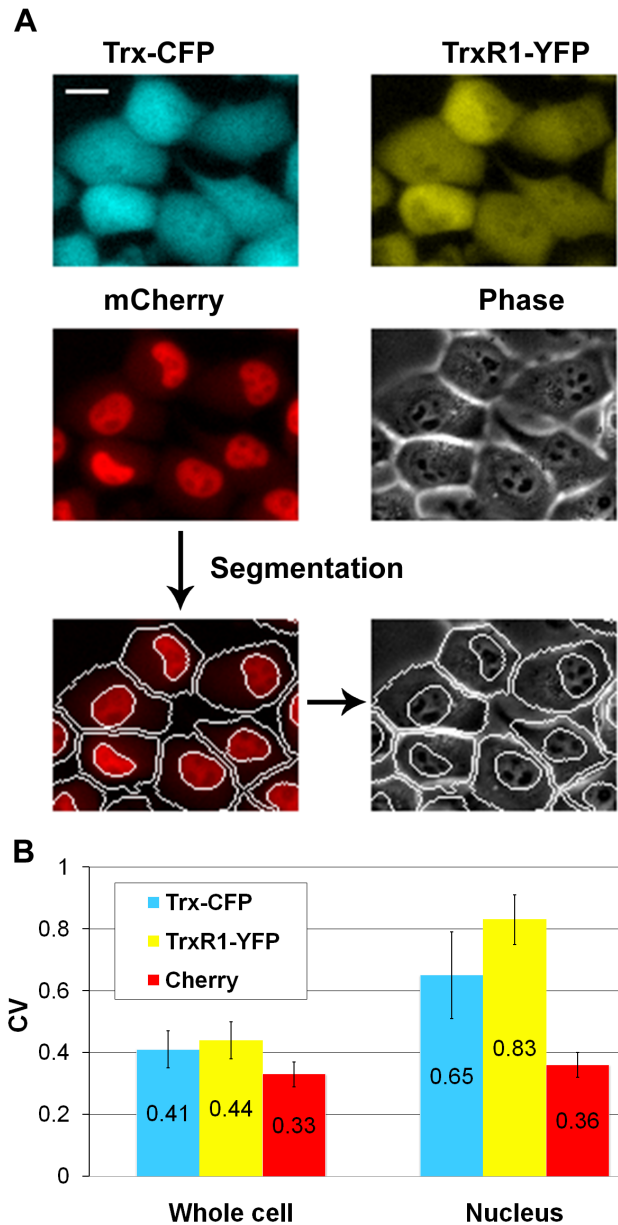 A
Trx-CFP
TrxR1-YFP
mCherry
Phase
Segmentation
B
CV
1
0.8
0.6
0.4
0.2
0
Trx-CFP
TrxR1-YFP
Cherry
0.41
0.44
0.33
0.65
0.83
0.36
Whole cell
Nucleus